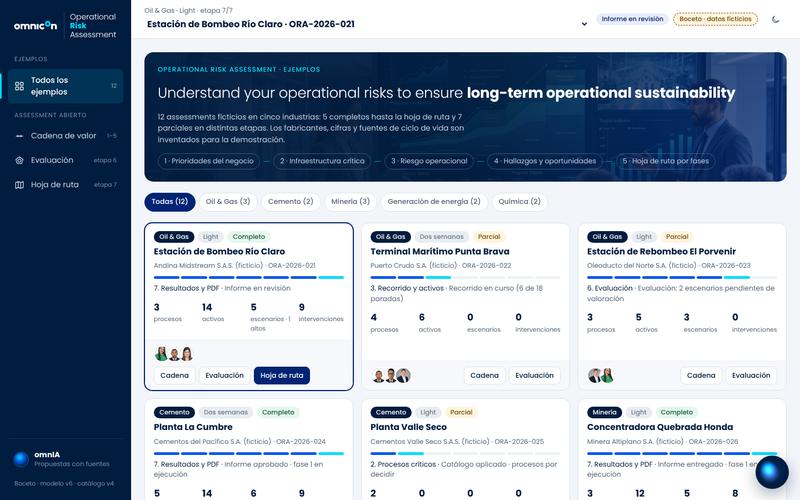 omnicon
Operational
Risk
Assessment
EJEMPLOS
Todos los
ejemplos
12
ASSESSMENT ABIERTO
Cadena de valor
1–5
Evaluación
etapa 6
Hoja de ruta
etapa 7
omnIA
Propuestas con fuentes
Boceto · modelo v6 · catálogo v4
Oil & Gas · Light · etapa 7/7
Estación de Bombeo Río Claro · ORA-2026-021
Informe en revisión
Boceto · datos ficticios
OPERATIONAL RISK ASSESSMENT · EJEMPLOS
Understand your operational risks to ensure long-term operational sustainability
12 assessments ficticios en cinco industrias: 5 completos hasta la hoja de ruta y 7
parciales en distintas etapas. Los fabricantes, cifras y fuentes de ciclo de vida son
inventados para la demostración.
1 · Prioridades del negocio
2 · Infraestructura crítica
3 · Riesgo operacional
4 · Hallazgos y oportunidades
5 · Hoja de ruta por fases
Todas (12)
Oil & Gas (3)
Cemento (2)
Minería (3)
Generación de energía (2)
Química (2)
Oil & Gas
Light
Completo
Estación de Bombeo Río Claro
Andina Midstream S.A.S. (ficticio) · ORA-2026-021
7. Resultados y PDF · Informe en revisión
3
procesos
14
activos
5
escenarios · 1
altos
9
intervenciones
Cadena
Evaluación
Hoja de ruta
Oil & Gas
Dos semanas
Parcial
Terminal Marítimo Punta Brava
Puerto Crudo S.A. (ficticio) · ORA-2026-022
3. Recorrido y activos · Recorrido en curso (6 de 18
paradas)
4
procesos
6
activos
0
escenarios
0
intervenciones
Cadena
Evaluación
Oil & Gas
Light
Parcial
Estación de Rebombeo El Porvenir
Oleoducto del Norte S.A. (ficticio) · ORA-2026-023
6. Evaluación · Evaluación: 2 escenarios pendientes de
valoración
3
procesos
5
activos
3
escenarios
0
intervenciones
Cadena
Evaluación
Cemento
Dos semanas
Completo
Planta La Cumbre
Cementos del Pacífico S.A. (ficticio) · ORA-2026-024
7. Resultados y PDF · Informe aprobado · fase 1 en
ejecución
5
14
6
9
Cemento
Light
Parcial
Planta Valle Seco
Cementos Valle Seco S.A.S. (ficticio) · ORA-2026-025
2. Procesos críticos · Catálogo aplicado · procesos por
decidir
2
0
0
0
Minería
Light
Completo
Concentradora Quebrada Honda
Minera Altiplano S.A. (ficticio) · ORA-2026-026
7. Resultados y PDF · Informe entregado · fase 1 en
ejecución
3
12
5
8